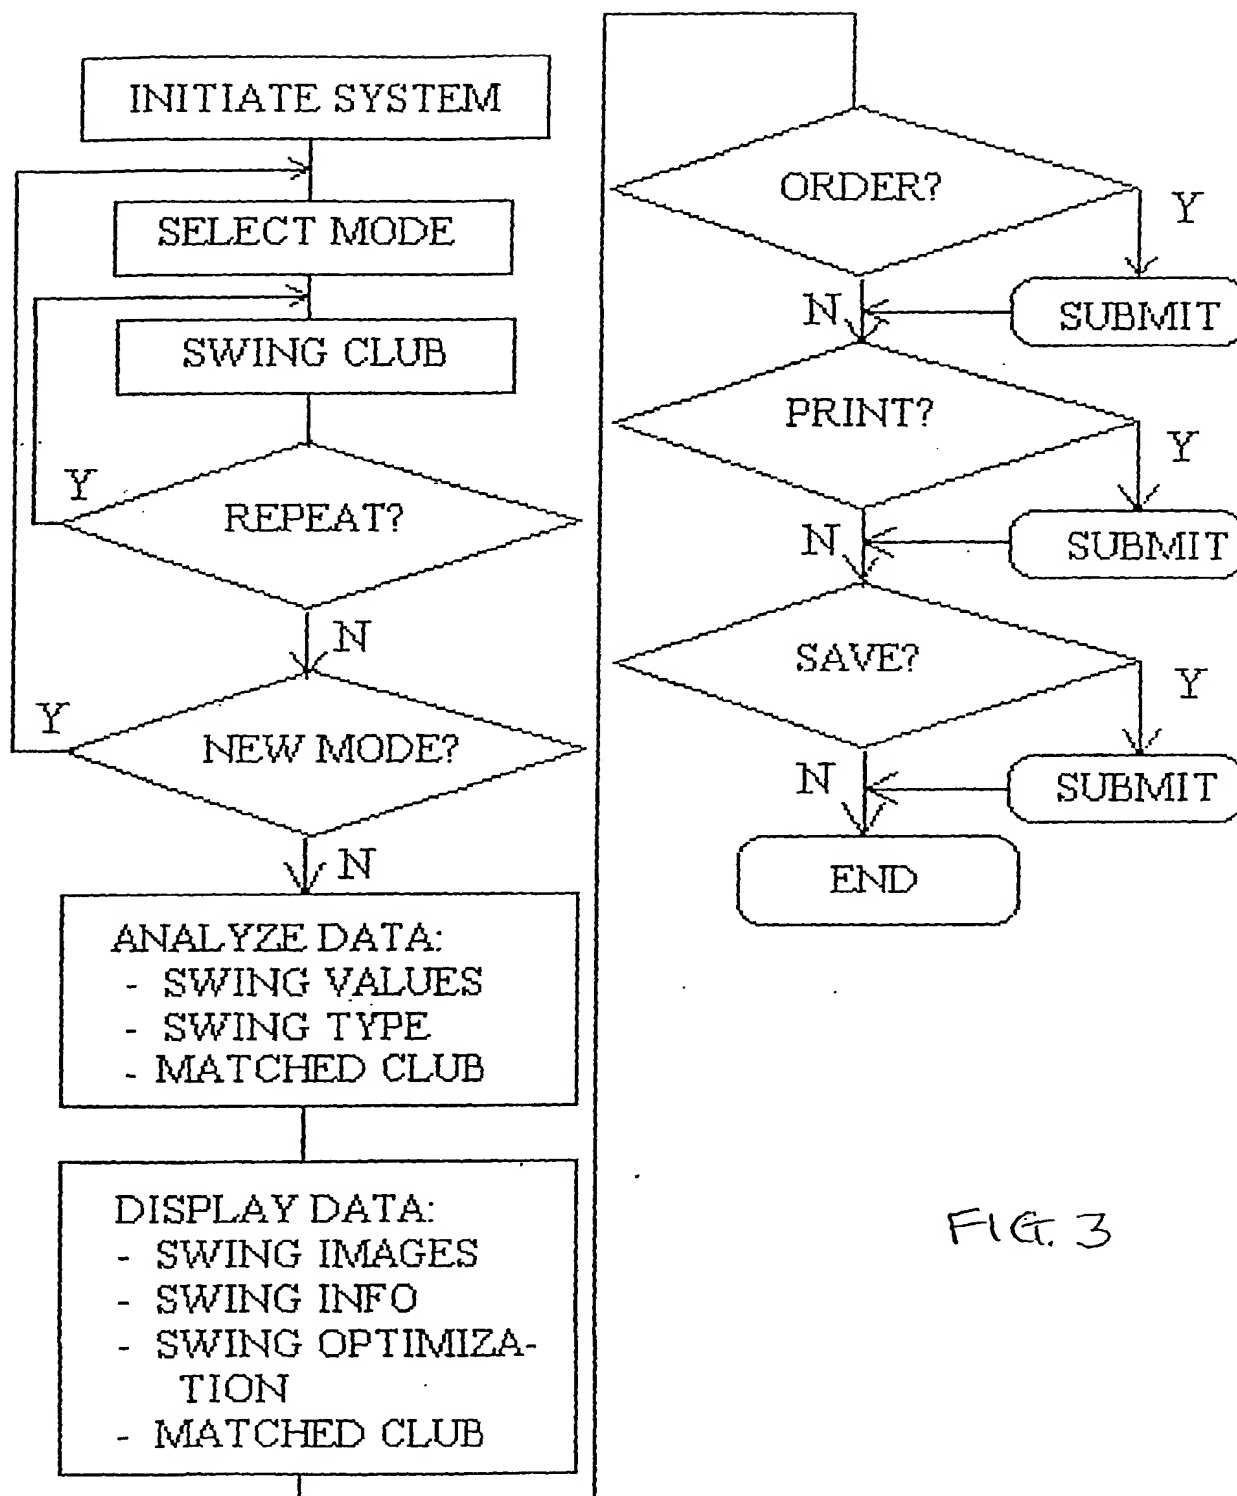 INITIATE SYSTEM
SELECT MODE
SWING CLUB
Y
REPEAT?
N
Y
NEW MODE?
N
ANALYZE DATA:
- SWING VALUES
- SWING TYPE
- MATCHED CLUB
DISPLAY DATA:
- SWING IMAGES
- SWING INFO
- SWING OPTIMIZA-
TION
- MATCHED CLUB
ORDER?
Y
N
SUBMIT
PRINT?
Y
N
SUBMIT
SAVE?
Y
N
SUBMIT
END
FIG. 3